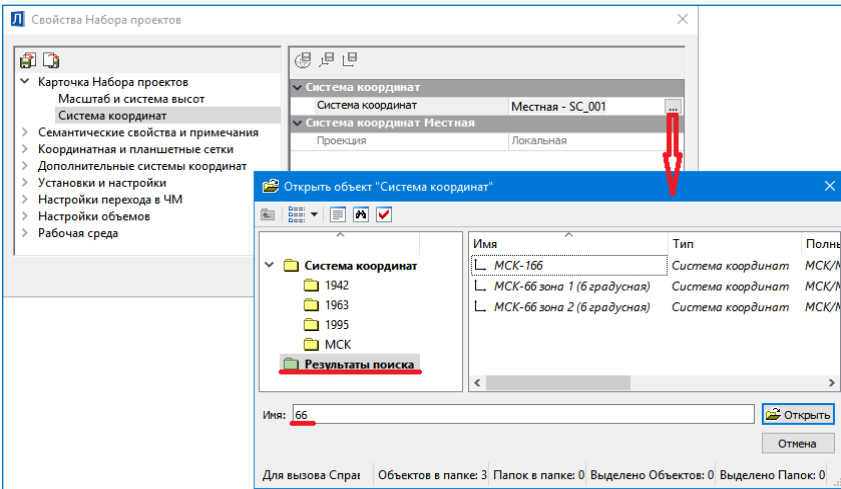 Свойства Набора проектов
Карточка Набора проектов
Масштаб и система высот
Система координат
Семантические свойства и примечания
Координатная и планшетные сетки
Дополнительные системы координат
Установки и настройки
Настройки перехода в ЧМ
Настройки объемов
Рабочая среда
Система координат
Система координат Местная - SC_001 ...
Система координат Местная
Проекция Локальная
Открыть объект "Система координат"
Система координат
1942
1963
1995
МСК
Результаты поиска
Имя Тип Полнь
МСК-166 Система координат МСК/М
МСК-66 зона 1 (6 градусная) Система координат МСК/М
МСК-66 зона 2 (6 градусная) Система координат МСК/М
Имя: 66 Открыть
Отмена
Для вызова Справ Объектов в папке: 3 Папок в папке: 0 Выделено Объектов: 0 Выделено Папок: 0